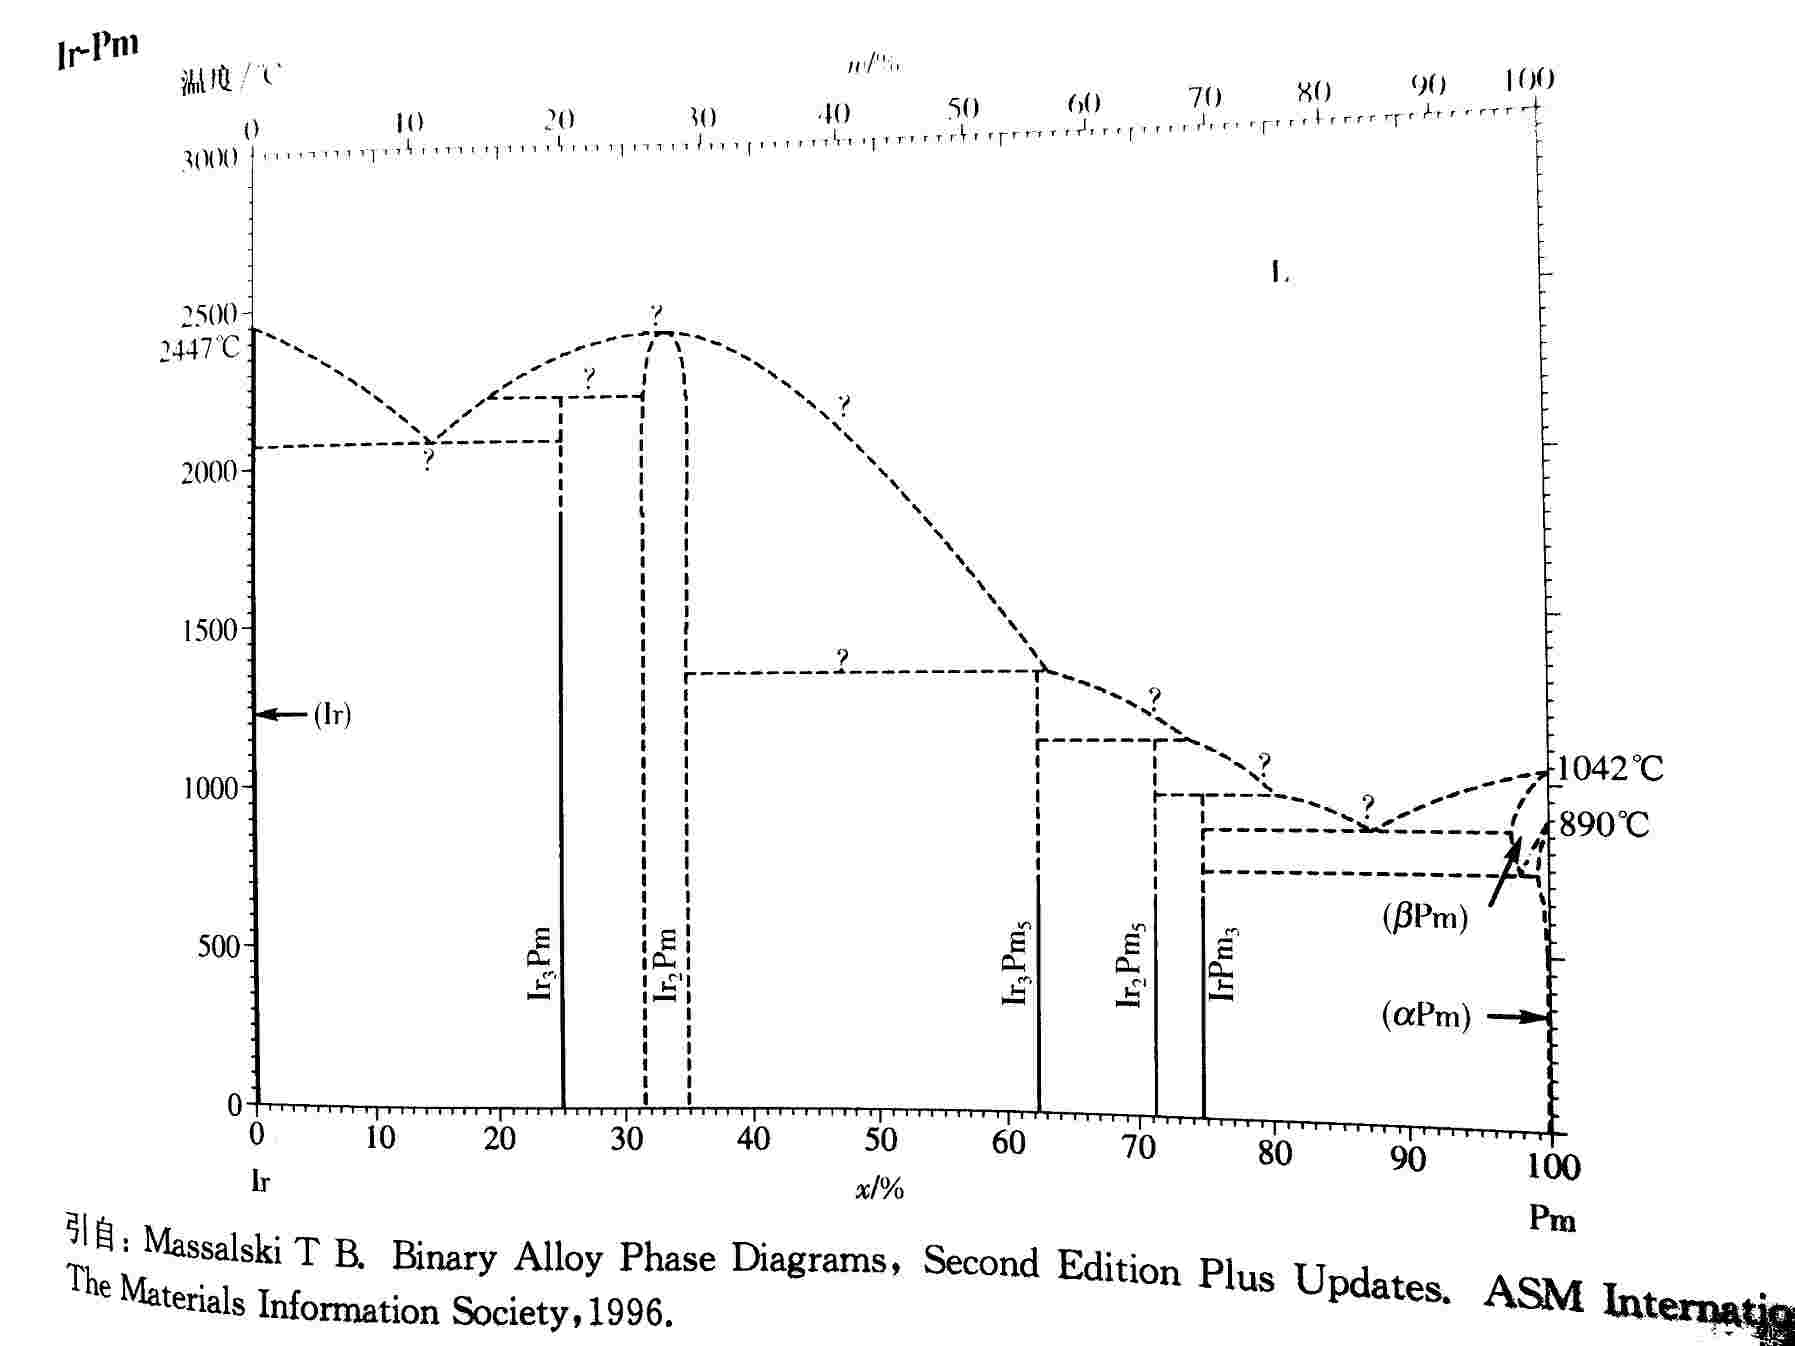 Ir-Pm
温度/℃
m/%
0 10 20 30 40 50 60 70 80 90 100
3000
L
2500
?
2447℃
?
?
?
2000
1500
?
?
(Ir)
?
1000
1042℃
?
890℃
(βPm)
500
Ir₃Pm
Ir₂Pm
Ir₃Pm₅
Ir₂Pm₅
IrPm₃
(αPm)
0
0 10 20 30 40 50 60 70 80 90 100
Ir
x/%
Pm
引自: Massalski T B. Binary Alloy Phase Diagrams, Second Edition Plus Updates. ASM Internatio
The Materials Information Society, 1996.